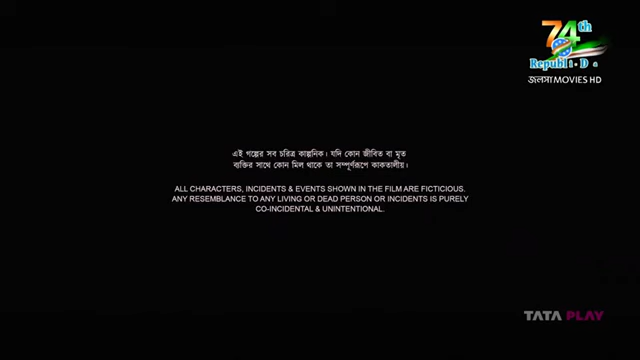 74th
Republic Da
জলসা MOVIES HD
এই গল্পের সব চরিত্র কাল্পনিক। যদি কোন জীবিত বা মৃত
ব্যক্তির সাথে কোন মিল থাকে তা সম্পূর্ণরূপে কাকতালীয়।
ALL CHARACTERS, INCIDENTS & EVENTS SHOWN IN THE FILM ARE FICTICIOUS.
ANY RESEMBLANCE TO ANY LIVING OR DEAD PERSON OR INCIDENTS IS PURELY
CO-INCIDENTAL & UNINTENTIONAL.
TATA PLAY